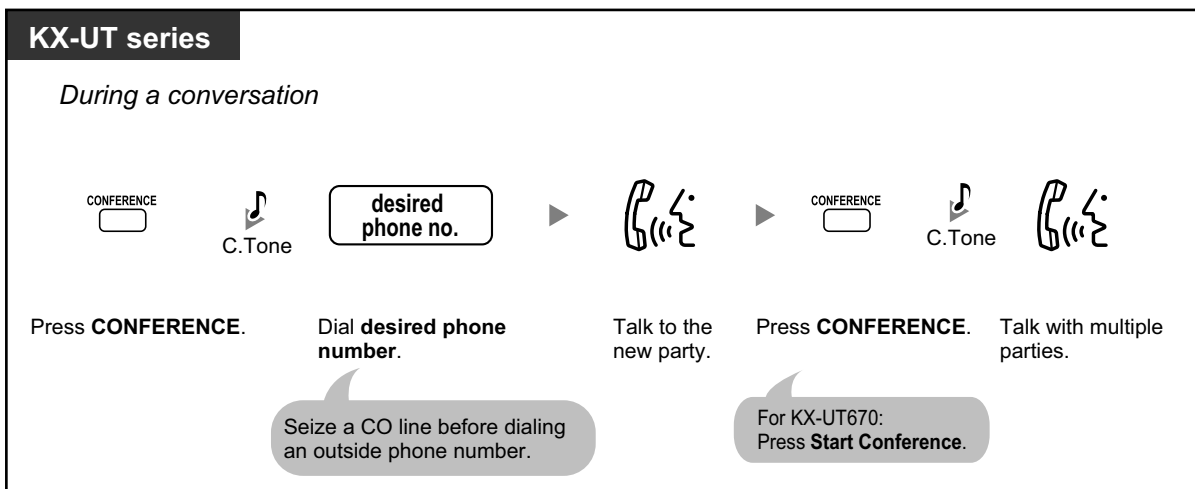 KX-UT series
During a conversation
CONFERENCE
C.Tone
desired
phone no.
CONFERENCE
C.Tone
Press CONFERENCE.
Dial desired phone
number.
Talk to the
new party.
Press CONFERENCE.
Talk with multiple
parties.
Seize a CO line before dialing
an outside phone number.
For KX-UT670:
Press Start Conference.